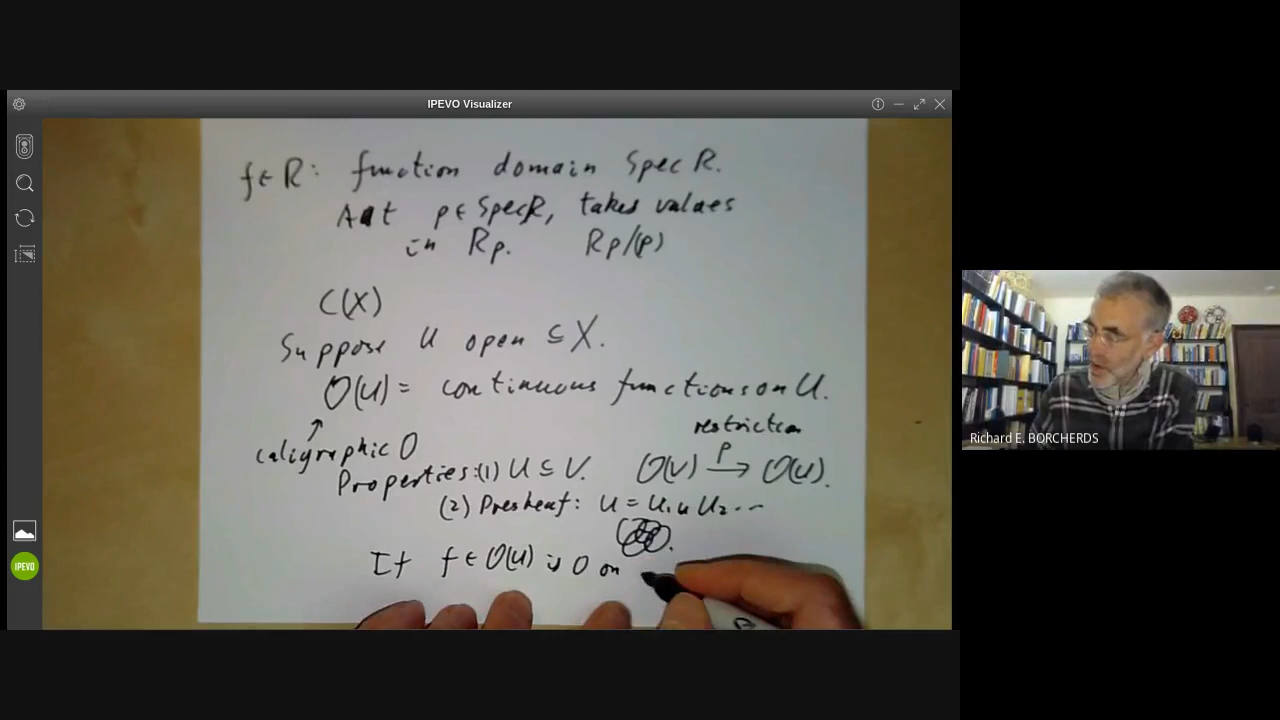 IPEVO Visualizer
f∈R: function domain Spec R.
At p∈SpecR, takes values
in Rp. Rp/(p)
C(X)
Suppose U open ⊆ X.
O(U) = continuous functions on U.
restriction
↑
caligraphic O
Properties: (1) U ⊆ V. O(V) →ρ O(U).
(2) Presheaf: U = U₁ ∪ U₂ ...
If f ∈ O(U) is 0 on
IPEVO
Richard E. BORCHERDS